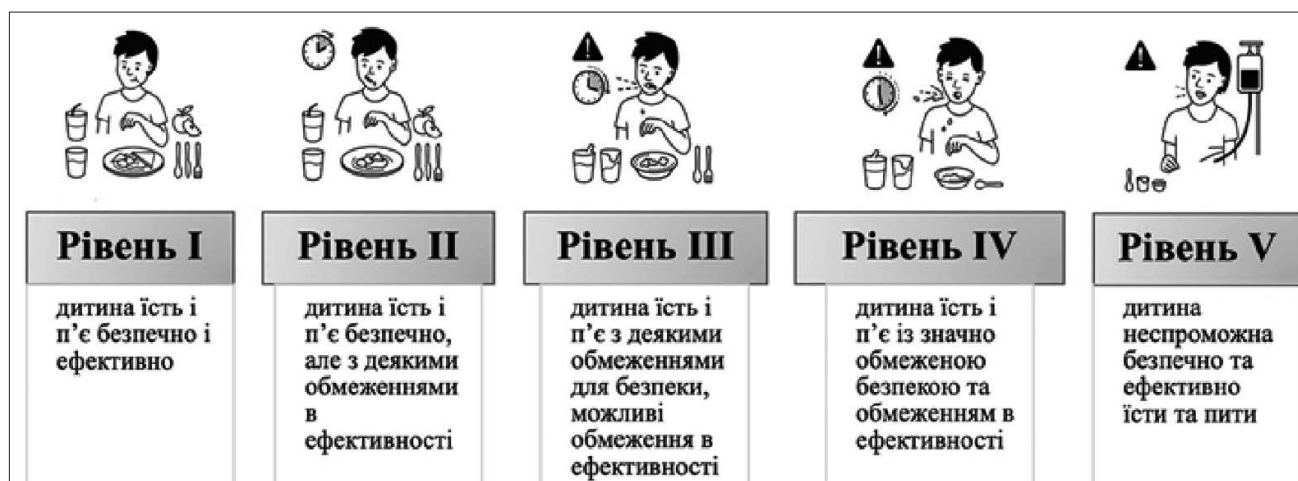 Рівень I
дитина їсть і
п’є безпечно і
ефективно
Рівень II
дитина їсть і
п’є безпечно,
але з деякими
обмеженнями
в
ефективності
Рівень III
дитина їсть і
п’є з деякими
обмеженнями
для безпеки,
можливі
обмеження в
ефективності
Рівень IV
дитина їсть і
п’є із значно
обмеженою
безпекою та
обмеженням в
ефективності
Рівень V
дитина
неспроможна
безпечно та
ефективно
їсти та пити